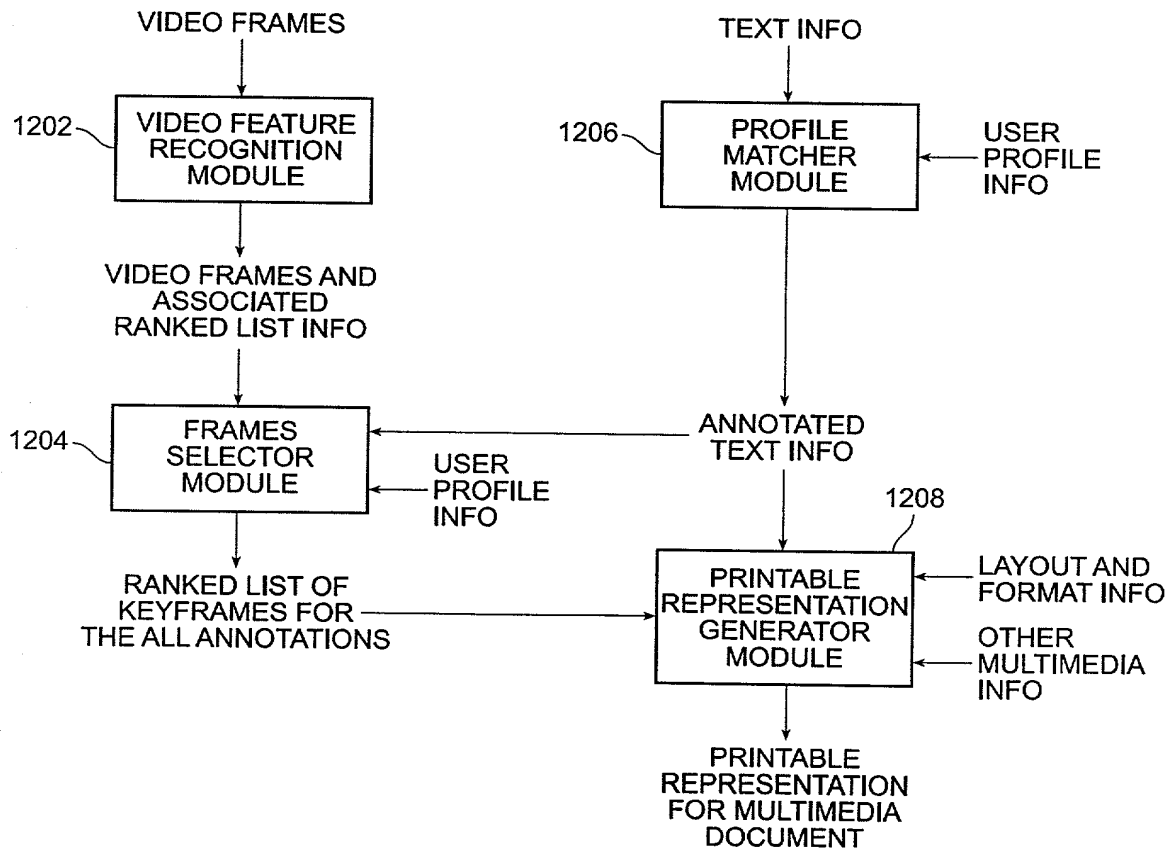 VIDEO FRAMES
TEXT INFO
1202
VIDEO FEATURE
RECOGNITION
MODULE
1206
PROFILE
MATCHER
MODULE
USER
PROFILE
INFO
VIDEO FRAMES AND
ASSOCIATED
RANKED LIST INFO
1204
FRAMES
SELECTOR
MODULE
USER
PROFILE
INFO
ANNOTATED
TEXT INFO
1208
RANKED LIST OF
KEYFRAMES FOR
THE ALL ANNOTATIONS
PRINTABLE
REPRESENTATION
GENERATOR
MODULE
LAYOUT AND
FORMAT INFO
OTHER
MULTIMEDIA
INFO
PRINTABLE
REPRESENTATION
FOR MULTIMEDIA
DOCUMENT